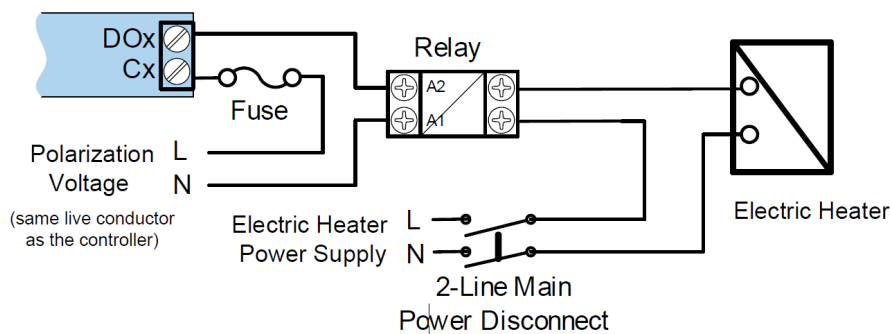 DOx
Cx
Fuse
Relay
A2
A1
Polarization
Voltage
L
N
(same live conductor
as the controller)
Electric Heater
Power Supply
L
N
2-Line Main
Power Disconnect
Electric Heater